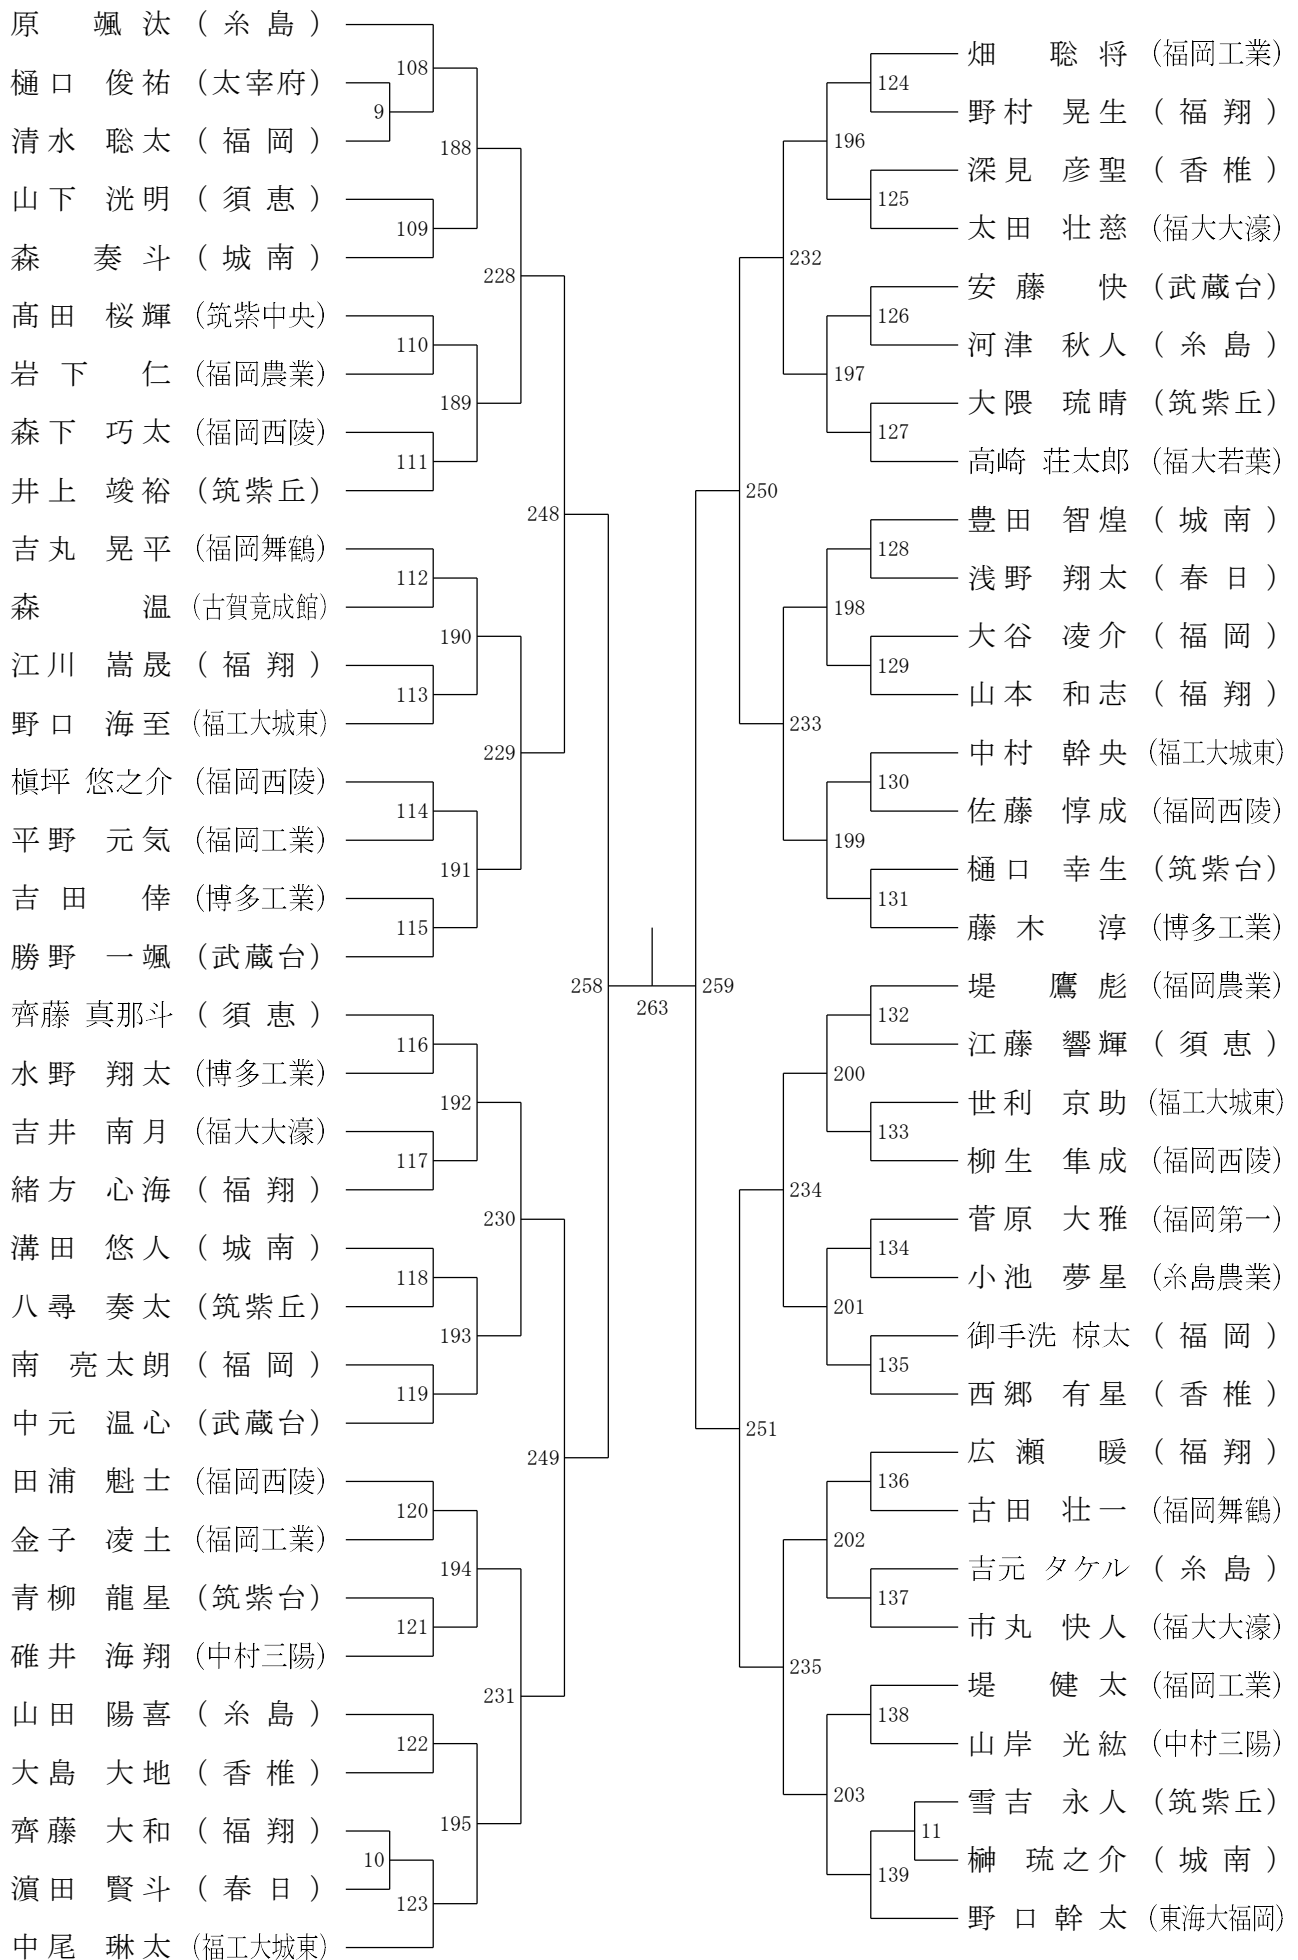 原 颯汰 (糸島)
樋口 俊祐 (太宰府)
清水 聡太 (福岡)
山下 洸明 (須恵)
森 奏斗 (城南)
髙田 桜輝 (筑紫中央)
岩下 仁 (福岡農業)
森下 巧太 (福岡西陵)
井上 竣裕 (筑紫丘)
吉丸 晃平 (福岡舞鶴)
森 温 (古賀竟成館)
江川 嵩晟 (福翔)
野口 海至 (福工大城東)
槇坪 悠之介 (福岡西陵)
平野 元気 (福岡工業)
吉田 倖 (博多工業)
勝野 一颯 (武蔵台)
齊藤 真那斗 (須恵)
水野 翔太 (博多工業)
吉井 南月 (福大大濠)
緒方 心海 (福翔)
溝田 悠人 (城南)
八尋 奏太 (筑紫丘)
南 亮太朗 (福岡)
中元 温心 (武蔵台)
田浦 魁士 (福岡西陵)
金子 凌士 (福岡工業)
青柳 龍星 (筑紫台)
碓井 海翔 (中村三陽)
山田 陽喜 (糸島)
大島 大地 (香椎)
齊藤 大和 (福翔)
濵田 賢斗 (春日)
中尾 琳太 (福工大城東)
9
10
108
109
110
111
112
113
114
115
116
117
118
119
120
121
122
123
188
189
190
191
192
193
194
195
228
229
230
231
248
249
258
263
259
250
251
232
233
234
235
196
197
198
199
200
201
202
203
124
125
126
127
128
129
130
131
132
133
134
135
136
137
138
139
11
畑 聡将 (福岡工業)
野村 晃生 (福翔)
深見 彦聖 (香椎)
太田 壮慈 (福大大濠)
安藤 快 (武蔵台)
河津 秋人 (糸島)
大隈 琉晴 (筑紫丘)
高崎 荘太郎 (福大若葉)
豊田 智煌 (城南)
浅野 翔太 (春日)
大谷 凌介 (福岡)
山本 和志 (福翔)
中村 幹央 (福工大城東)
佐藤 惇成 (福岡西陵)
樋口 幸生 (筑紫台)
藤木 淳 (博多工業)
堤 鷹彪 (福岡農業)
江藤 響輝 (須恵)
世利 京助 (福工大城東)
柳生 隼成 (福岡西陵)
菅原 大雅 (福岡第一)
小池 夢星 (糸島農業)
御手洗 椋太 (福岡)
西郷 有星 (香椎)
広瀬 暖 (福翔)
古田 壮一 (福岡舞鶴)
吉元 タケル (糸島)
市丸 快人 (福大大濠)
堤 健太 (福岡工業)
山岸 光紘 (中村三陽)
雪吉 永人 (筑紫丘)
榊 琉之介 (城南)
野口 幹太 (東海大福岡)